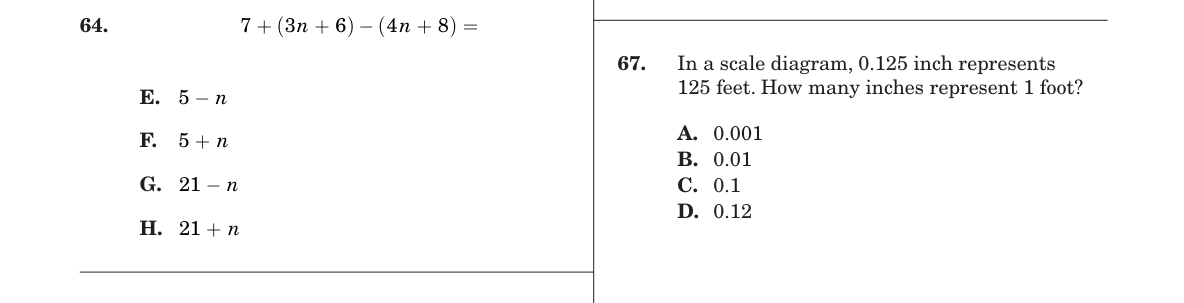 64. 7 + (3n + 6) – (4n + 8) =
E. 5 – n
F. 5 + n
G. 21 – n
H. 21 + n
67. In a scale diagram, 0.125 inch represents
125 feet. How many inches represent 1 foot?
A. 0.001
B. 0.01
C. 0.1
D. 0.12